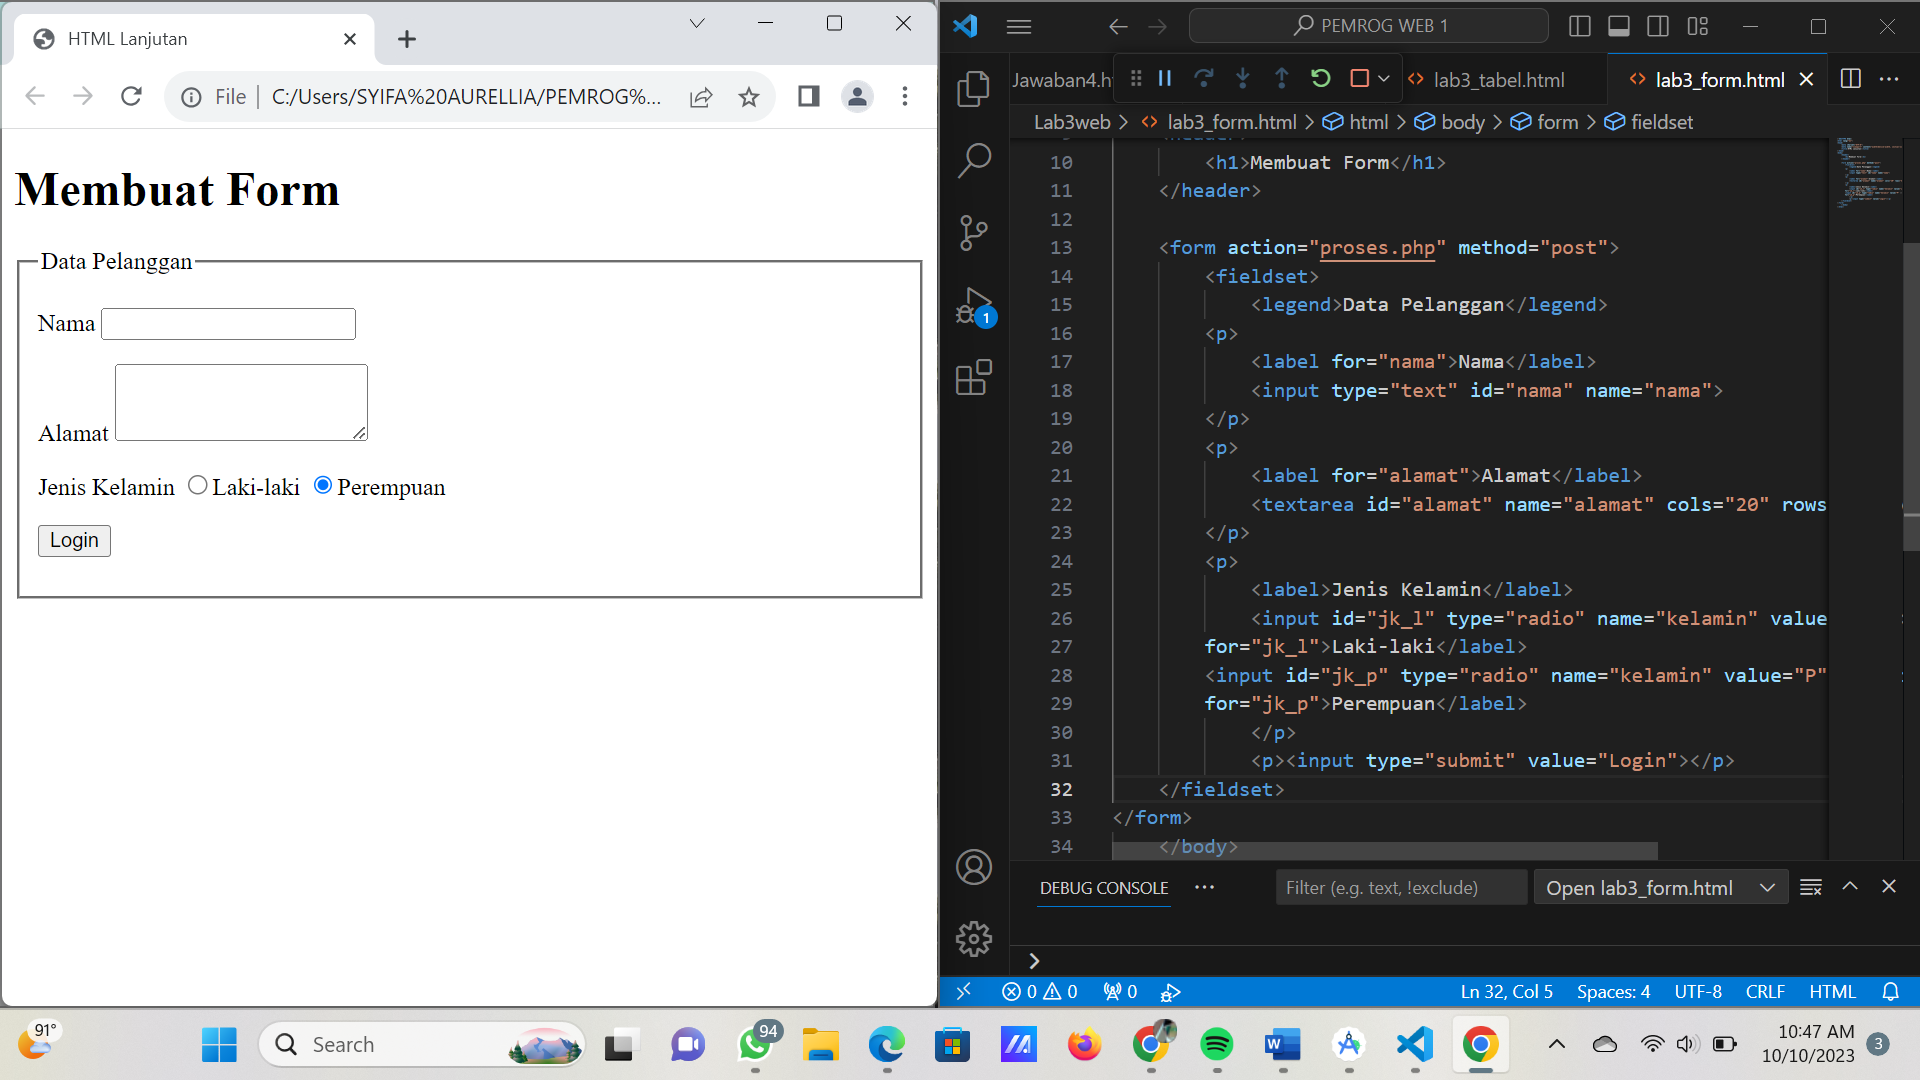 HTML Lanjutan
File
C:/Users/SYIFA%20AURELLIA/PEMROG%...
Membuat Form
Data Pelanggan
Nama
Alamat
Jenis Kelamin Laki-laki Perempuan
Login
PEMROG WEB 1
Jawaban4.h
lab3_tabel.html
lab3_form.html
Lab3web > lab3_form.html > html > body > form > fieldset
10 <h1>Membuat Form</h1>
11 </header>
12
13 <form action="proses.php" method="post">
14 <fieldset>
15 <legend>Data Pelanggan</legend>
16 <p>
17 <label for="nama">Nama</label>
18 <input type="text" id="nama" name="nama">
19 </p>
20 <p>
21 <label for="alamat">Alamat</label>
22 <textarea id="alamat" name="alamat" cols="20" rows
23 </p>
24 <p>
25 <label>Jenis Kelamin</label>
26 <input id="jk_l" type="radio" name="kelamin" value
27 for="jk_l">Laki-laki</label>
28 <input id="jk_p" type="radio" name="kelamin" value="P"
29 for="jk_p">Perempuan</label>
30 </p>
31 <p><input type="submit" value="Login"></p>
32 </fieldset>
33 </form>
34 </body>
1
DEBUG CONSOLE
Filter (e.g. text, !exclude)
Open lab3_form.html
0 0 0
Ln 32, Col 5
Spaces: 4
UTF-8
CRLF
HTML
91°
Search
94
10:47 AM
10/10/2023
3